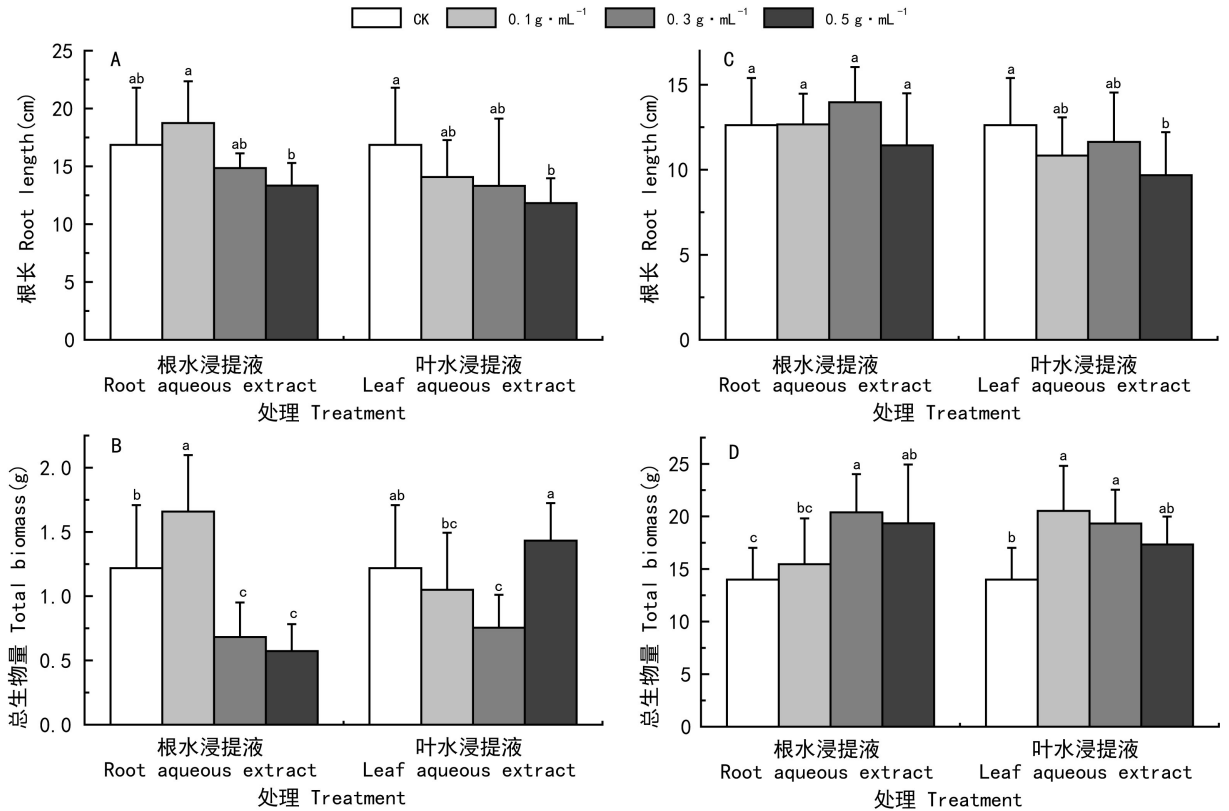 CK 0.1 g·mL⁻¹ 0.3 g·mL⁻¹ 0.5 g·mL⁻¹
A
根长 Root length(cm)
25
20
15
10
5
0
ab a ab b
a ab ab b
根水浸提液 叶水浸提液
Root aqueous extract Leaf aqueous extract
处理 Treatment
C
根长 Root length(cm)
15
10
5
0
a a a a
a ab ab b
根水浸提液 叶水浸提液
Root aqueous extract Leaf aqueous extract
处理 Treatment
B
总生物量 Total biomass(g)
2.0
1.5
1.0
0.5
0.0
b a c c
ab bc c a
根水浸提液 叶水浸提液
Root aqueous extract Leaf aqueous extract
处理 Treatment
D
总生物量 Total biomass(g)
25
20
15
10
5
0
c bc a ab
b a a ab
根水浸提液 叶水浸提液
Root aqueous extract Leaf aqueous extract
处理 Treatment